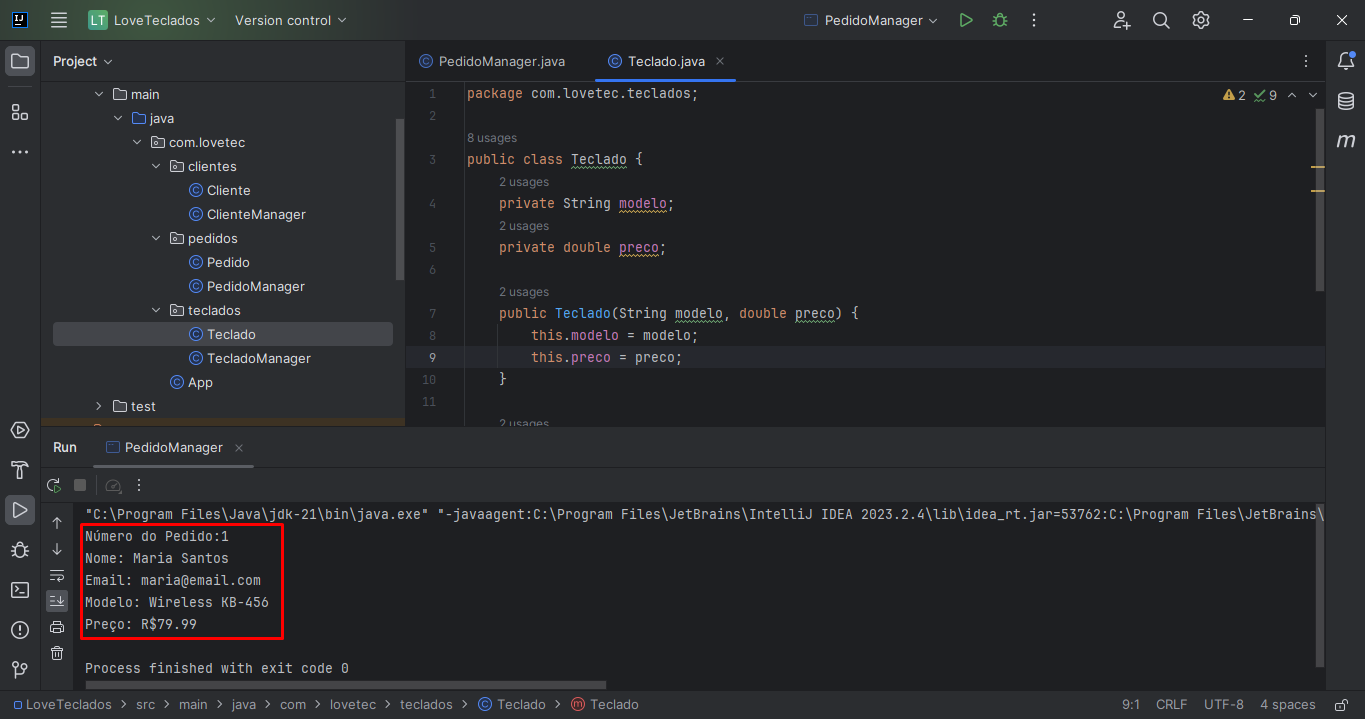 LT LoveTeclados Version control PedidoManager
Project
main
java
com.lovetec
clientes
Cliente
ClienteManager
pedidos
Pedido
PedidoManager
teclados
Teclado
TecladoManager
App
test
PedidoManager.java Teclado.java
2 9
1 package com.lovetec.teclados;
2
8 usages
3 public class Teclado {
2 usages
4 private String modelo;
2 usages
5 private double preco;
6
2 usages
7 public Teclado(String modelo, double preco) {
8 this.modelo = modelo;
9 this.preco = preco;
10 }
11
2 usages
Run PedidoManager
"C:\Program Files\Java\jdk-21\bin\java.exe" "-javaagent:C:\Program Files\JetBrains\IntelliJ IDEA 2023.2.4\lib\idea_rt.jar=53762:C:\Program Files\JetBrains\
Número do Pedido:1
Nome: Maria Santos
Email: maria@email.com
Modelo: Wireless KB-456
Preço: R$79.99
Process finished with exit code 0
LoveTeclados > src > main > java > com > lovetec > teclados > Teclado > Teclado 9:1 CRLF UTF-8 4 spaces